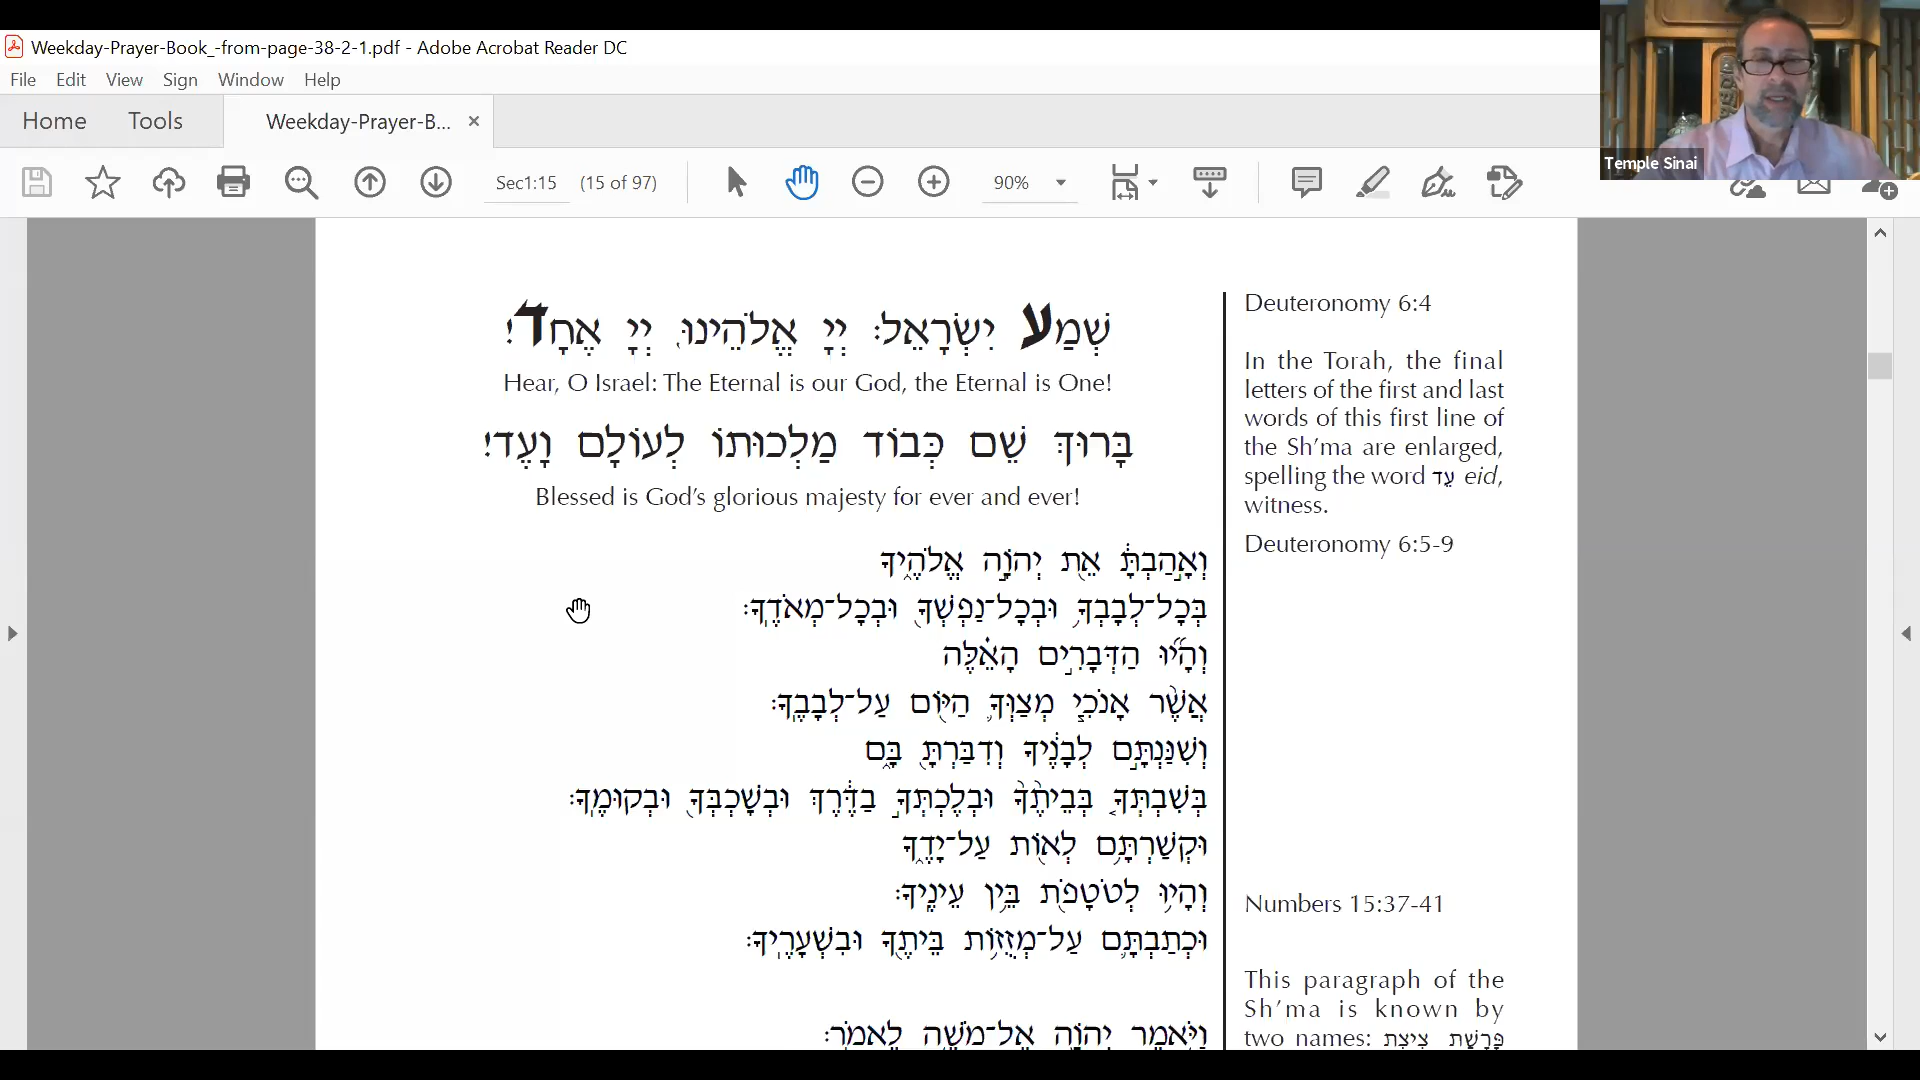 Weekday-Prayer-Book_-from-page-38-2-1.pdf - Adobe Acrobat Reader DC
File Edit View Sign Window Help
Home Tools Weekday-Prayer-B... ×
Sec1:15 (15 of 97) 90%
Temple Sinai
שְׁמַע יִשְׂרָאֵל: יְיָ אֱלֹהֵינוּ, יְיָ אֶחָד!
Hear, O Israel: The Eternal is our God, the Eternal is One!
בָּרוּךְ שֵׁם כְּבוֹד מַלְכוּתוֹ לְעוֹלָם וָעֶד!
Blessed is God’s glorious majesty for ever and ever!
וְאָ֣הַבְתָּ֔ אֵ֖ת יְהוָֹ֣ה אֱלֹהֶ֑יךָ
בְּכָל־לְבָבְךָ֥ וּבְכָל־נַפְשְׁךָ֖ וּבְכָל־מְאֹדֶֽךָ׃
וְהָי֞וּ הַדְּבָרִ֣ים הָאֵ֗לֶּה
אֲשֶׁ֨ר אָנֹכִ֧י מְצַוְּךָ֛ הַיּ֖וֹם עַל־לְבָבֶֽךָ׃
וְשִׁנַּנְתָּ֣ם לְבָנֶ֔יךָ וְדִבַּרְתָּ֖ בָּ֑ם
בְּשִׁבְתְּךָ֤ בְּבֵיתֶ֙ךָ֙ וּבְלֶכְתְּךָ֣ בַדֶּ֔רֶךְ וּֽבְשָׁכְבְּךָ֖ וּבְקוּמֶֽךָ׃
וּקְשַׁרְתָּ֥ם לְא֖וֹת עַל־יָדֶ֑ךָ
וְהָי֥וּ לְטֹטָפֹ֖ת בֵּ֥ין עֵינֶֽיךָ׃
וּכְתַבְתָּ֛ם עַל־מְזֻז֥וֹת בֵּיתֶ֖ךָ וּבִשְׁעָרֶֽיךָ׃
וַיֹּ֥אמֶר יְהוָֹ֖ה אֶל־מֹשֶׁ֥ה לֵּאמֹֽר׃
Deuteronomy 6:4
In the Torah, the final
letters of the first and last
words of this first line of
the Sh’ma are enlarged,
spelling the word עֵד eid,
witness.
Deuteronomy 6:5-9
Numbers 15:37-41
This paragraph of the
Sh’ma is known by
two names: פָּרָשַׁת צִיצִת